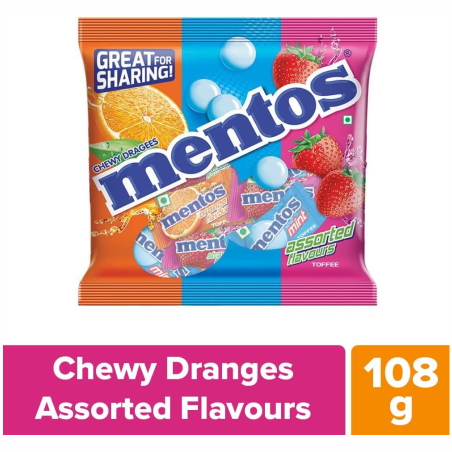 GREAT FOR
SHARING!
CHEWY DRAGEES
mentos
mentos
mentos
mint
assorted
flavours
TOFFEE
Chewy Dranges
Assorted Flavours
108
g